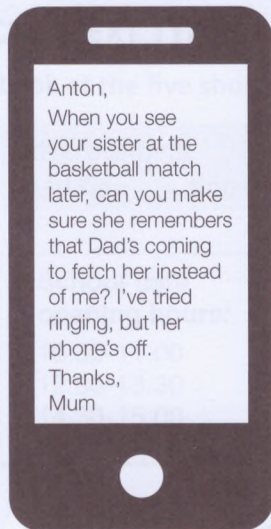 Anton,
When you see
your sister at the
basketball match
later, can you make
sure she remembers
that Dad's coming
to fetch her instead
of me? I've tried
ringing, but her
phone's off.
Thanks,
Mum